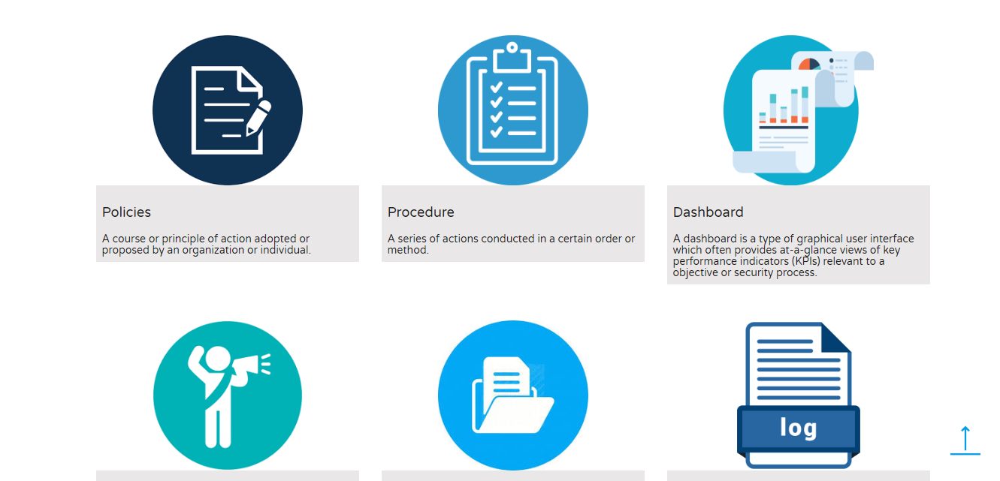 Policies
A course or principle of action adopted or
proposed by an organization or individual.
Procedure
A series of actions conducted in a certain order or
method.
Dashboard
A dashboard is a type of graphical user interface
which often provides at-a-glance views of key
performance indicators (KPIs) relevant to a
objective or security process.
log